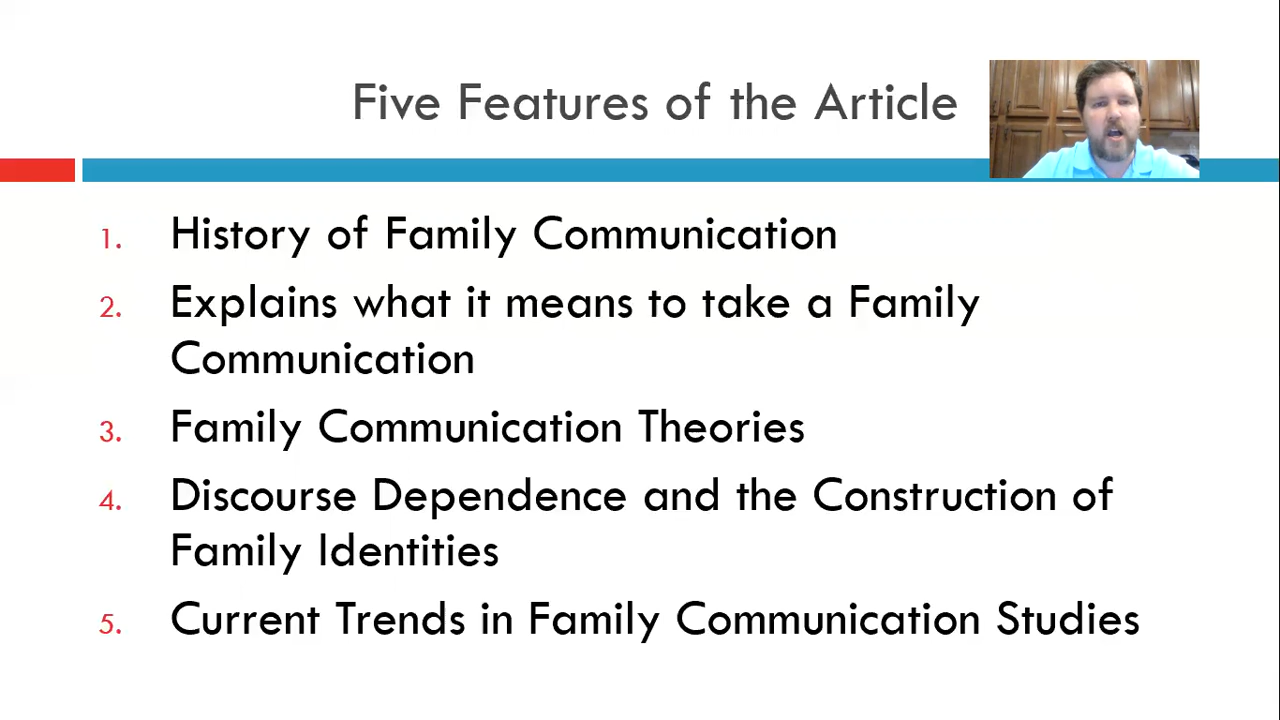 Five Features of the Article
1. History of Family Communication
2. Explains what it means to take a Family
Communication
3. Family Communication Theories
4. Discourse Dependence and the Construction of
Family Identities
5. Current Trends in Family Communication Studies